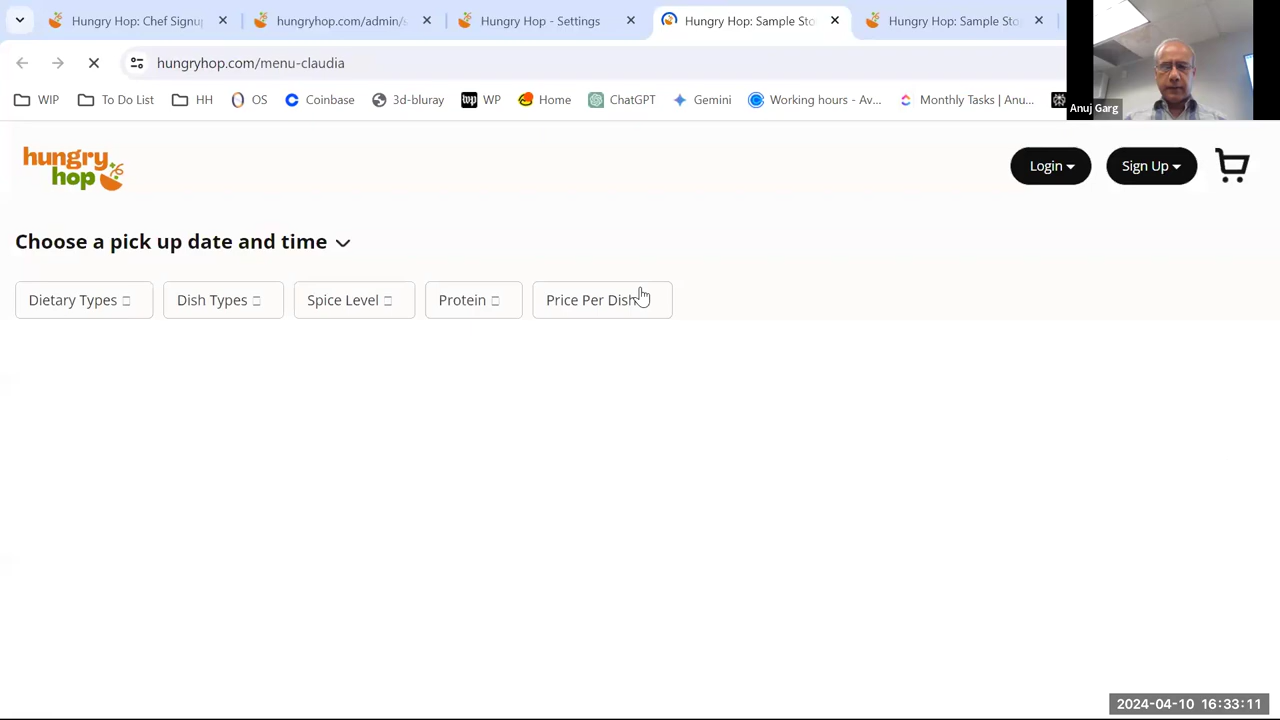 Hungry Hop: Chef Signu
hungryhop.com/admin/s
Hungry Hop - Settings
Hungry Hop: Sample Sto
Hungry Hop: Sample Sto
hungryhop.com/menu-claudia
WIP
To Do List
HH
OS
Coinbase
3d-bluray
WP
Home
ChatGPT
Gemini
Working hours - Av...
Monthly Tasks | Anu...
Anuj Garg
hungry
hop
Login
Sign Up
Choose a pick up date and time
Dietary Types
Dish Types
Spice Level
Protein
Price Per Dish
2024-04-10 16:33:11